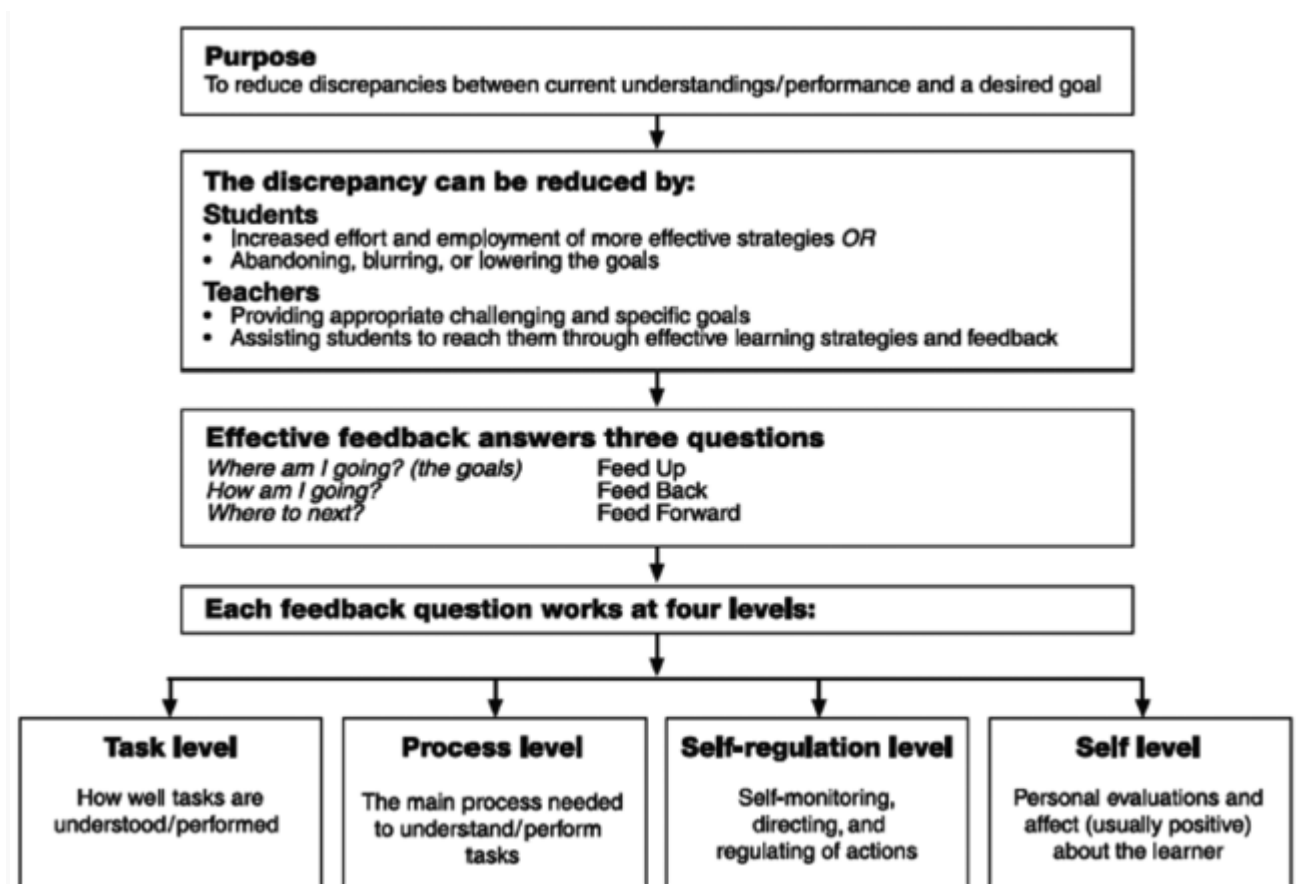 Purpose
To reduce discrepancies between current understandings/performance and a desired goal
The discrepancy can be reduced by:
Students
• Increased effort and employment of more effective strategies OR
• Abandoning, blurring, or lowering the goals
Teachers
• Providing appropriate challenging and specific goals
• Assisting students to reach them through effective learning strategies and feedback
Effective feedback answers three questions
Where am I going? (the goals) Feed Up
How am I going? Feed Back
Where to next? Feed Forward
Each feedback question works at four levels:
Task level
How well tasks are
understood/performed
Process level
The main process needed
to understand/perform
tasks
Self-regulation level
Self-monitoring,
directing, and
regulating of actions
Self level
Personal evaluations and
affect (usually positive)
about the learner